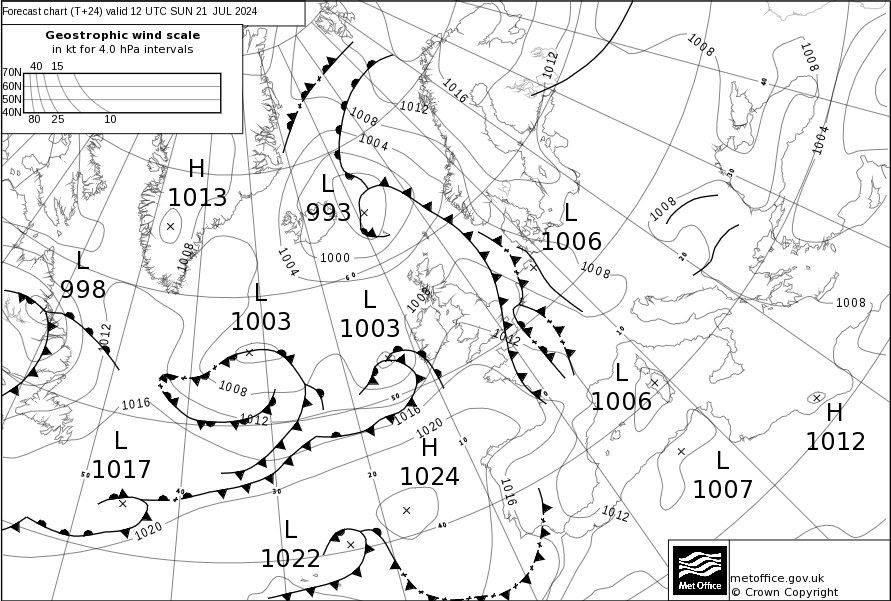 Forecast chart (T+24) valid 12 UTC SUN 21 JUL 2024
Geostrophic wind scale
in kt for 4.0 hPa intervals
40 15
70N
60N
50N
40N
80 25 10
1008
1008
1012
1016
1012
1008
1004
1004
40
30
H
1013
L
993
1008
L
1006
20
1008
1004
1000
60
1008
L
998
L
1003
L
1003
1008
1008
1012
1012
10
1008
1016
1012
50
1016
1020
L
1006
H
1012
L
1017
H
1024
10
L
1007
50
40
30
20
1020
40
1016
1012
L
1022
Met Office
metoffice.gov.uk
© Crown Copyright